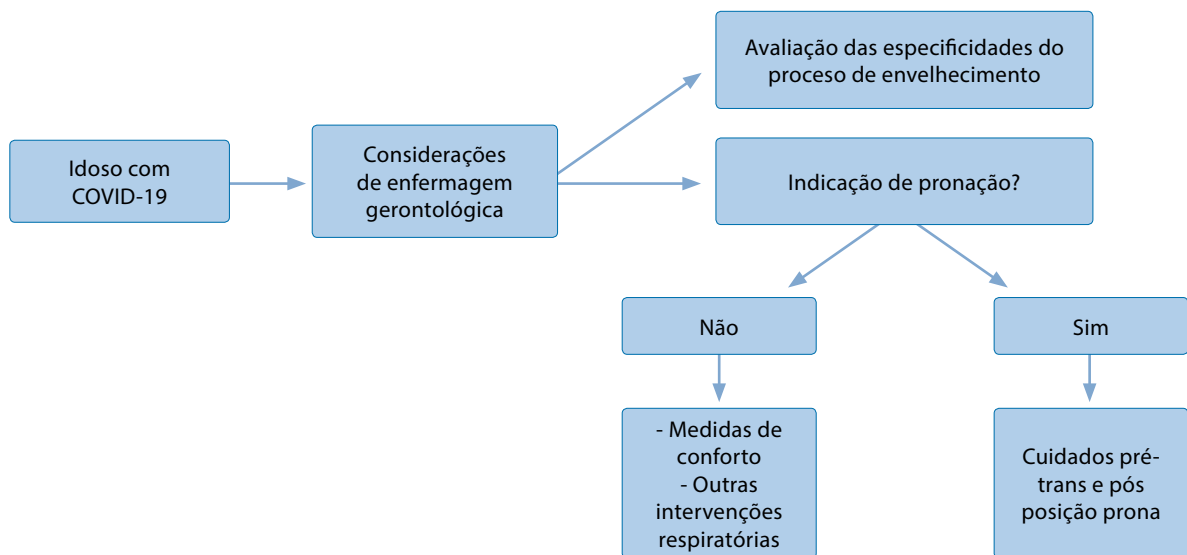 Avaliação das especificidades do
processo de envelhecimento
Idoso com
COVID-19
Considerações
de enfermagem
gerontológica
Indicação de pronação?
Não
Sim
- Medidas de
conforto
- Outras
intervenções
respiratórias
Cuidados pré-
trans e pós
posição prona